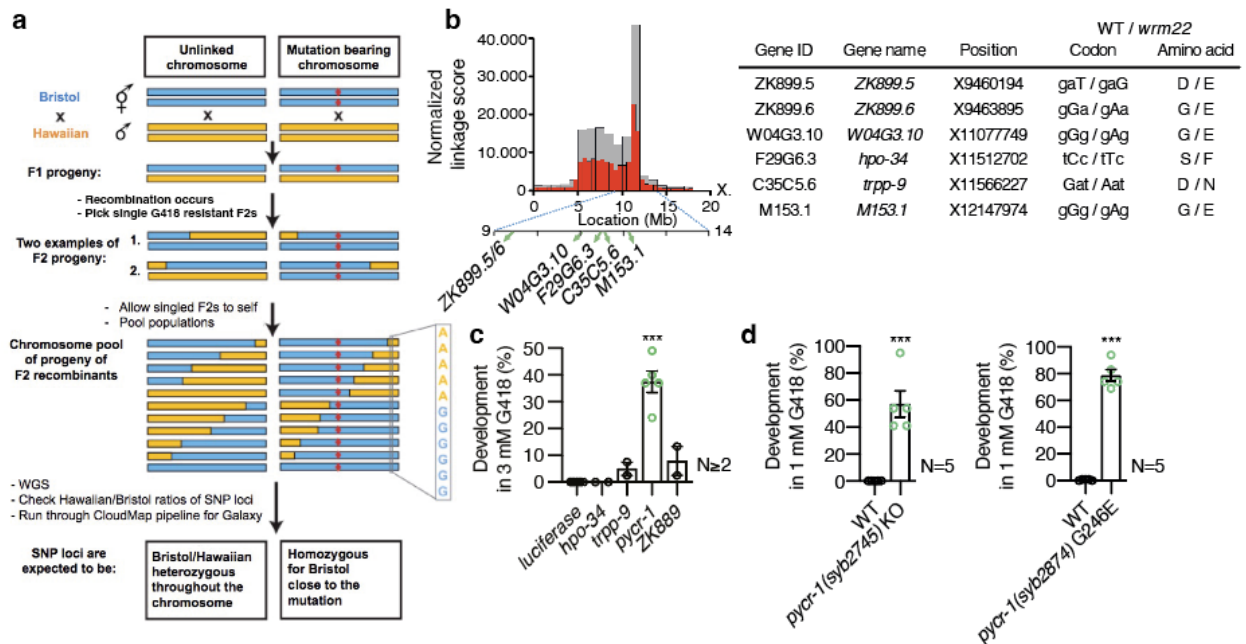 a
Unlinked
chromosome
Mutation bearing
chromosome
Bristol
x
Hawaiian
x
x
F1 progeny:
- Recombination occurs
- Pick single G418 resistant F2s
Two examples of
F2 progeny:
1.
2.
- Allow singled F2s to self
- Pool populations
Chromosome pool
of progeny of
F2 recombinants
A
A
A
A
A
G
G
G
G
G
G
- WGS
- Check Hawaiian/Bristol ratios of SNP loci
- Run through CloudMap pipeline for Galaxy
SNP loci are
expected to be:
Bristol/Hawaiian
heterozygous
throughout the
chromosome
Homozygous
for Bristol
close to the
mutation
b
Normalized
linkage score
40.000
30.000
20.000
10.000
0
0 5 10 15 20
X.
Location (Mb)
9 14
ZK899.5/6
W04G3.10
F29G6.3
C35C5.6
M153.1
WT / wrm22
Gene ID Gene name Position Codon Amino acid
ZK899.5 ZK899.5 X9460194 gaT / gaG D / E
ZK899.6 ZK899.6 X9463895 gGa / gAa G / E
W04G3.10 W04G3.10 X11077749 gGg / gAg G / E
F29G6.3 hpo-34 X11512702 tCc / tTc S / F
C35C5.6 trpp-9 X11566227 Gat / Aat D / N
M153.1 M153.1 X12147974 gGg / gAg G / E
c
Development
in 3 mM G418 (%)
50
40
30
20
10
0
***
N≥2
luciferase
hpo-34
trpp-9
pycr-1
ZK889
d
Development
in 1 mM G418 (%)
100
80
60
40
20
0
***
N=5
WT
pycr-1(syb2745) KO
Development
in 1 mM G418 (%)
100
80
60
40
20
0
***
N=5
WT
pycr-1(syb2874) G246E